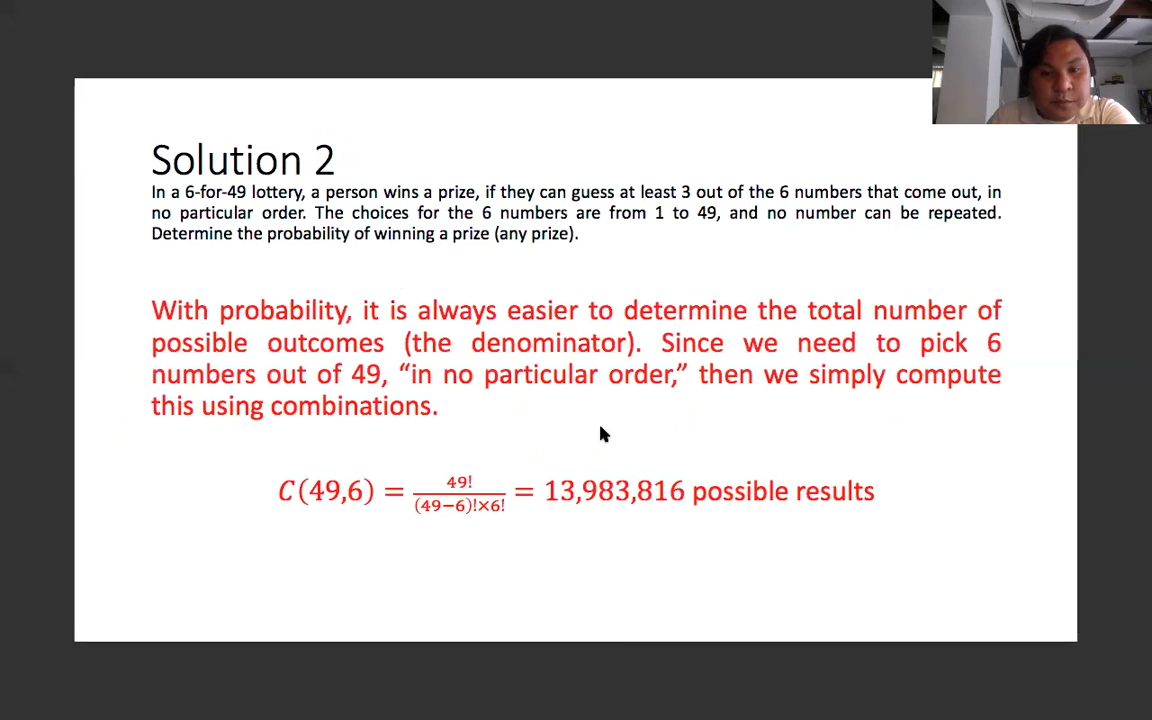 Solution 2
In a 6-for-49 lottery, a person wins a prize, if they can guess at least 3 out of the 6 numbers that come out, in
no particular order. The choices for the 6 numbers are from 1 to 49, and no number can be repeated.
Determine the probability of winning a prize (any prize).
With probability, it is always easier to determine the total number of
possible outcomes (the denominator). Since we need to pick 6
numbers out of 49, “in no particular order,” then we simply compute
this using combinations.
C(49,6) = 49! / (49−6)!×6! = 13,983,816 possible results